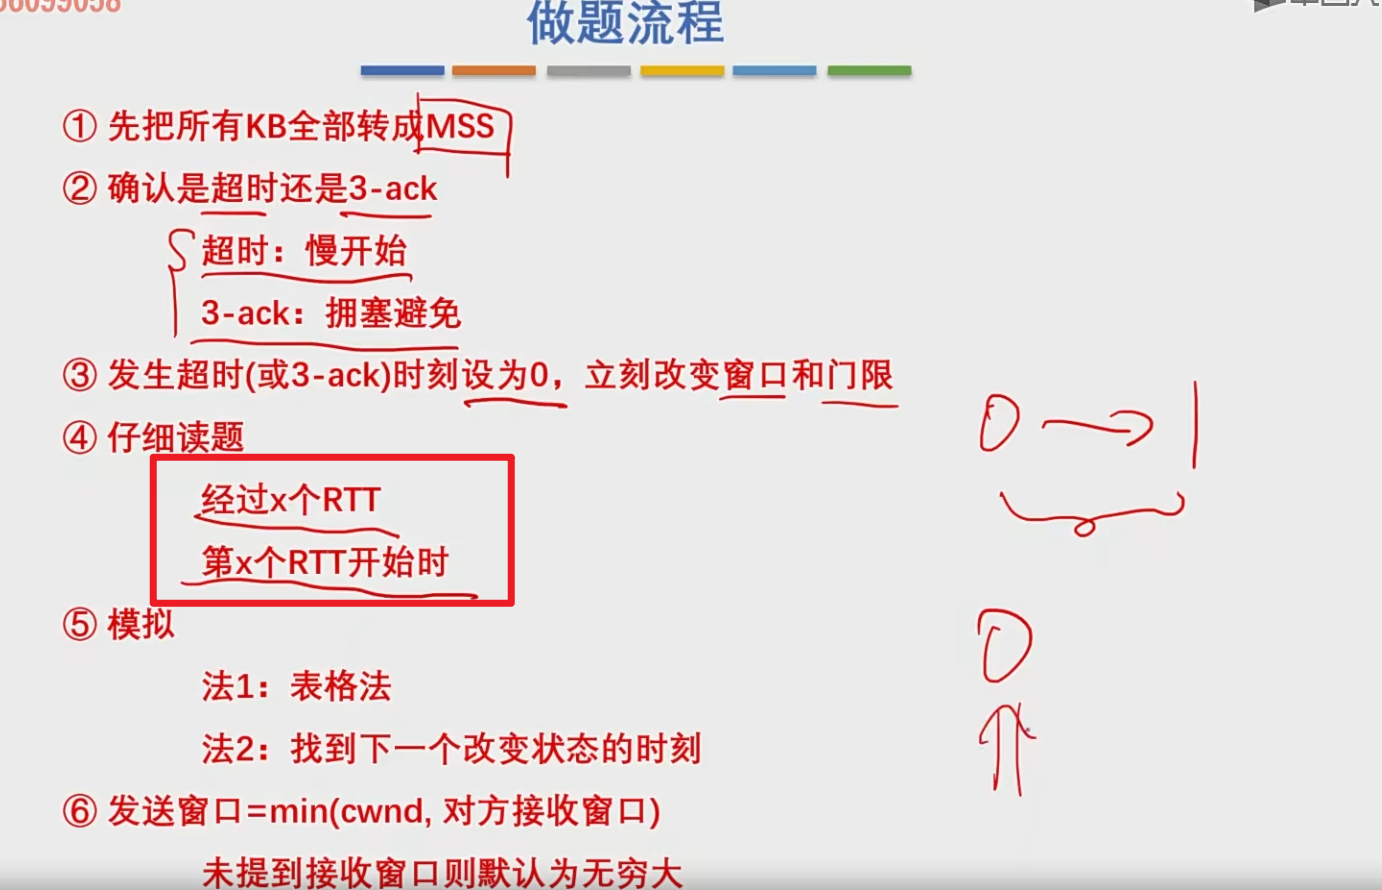 做题流程
① 先把所有KB全部转成MSS
② 确认是超时还是3-ack
超时：慢开始
3-ack：拥塞避免
③ 发生超时(或3-ack)时刻设为0，立刻改变窗口和门限
④ 仔细读题
经过x个RTT
第x个RTT开始时
0 → 1
⑤ 模拟
0
法1：表格法
法2：找到下一个改变状态的时刻
⑥ 发送窗口=min(cwnd, 对方接收窗口)
未提到接收窗口则默认为无穷大